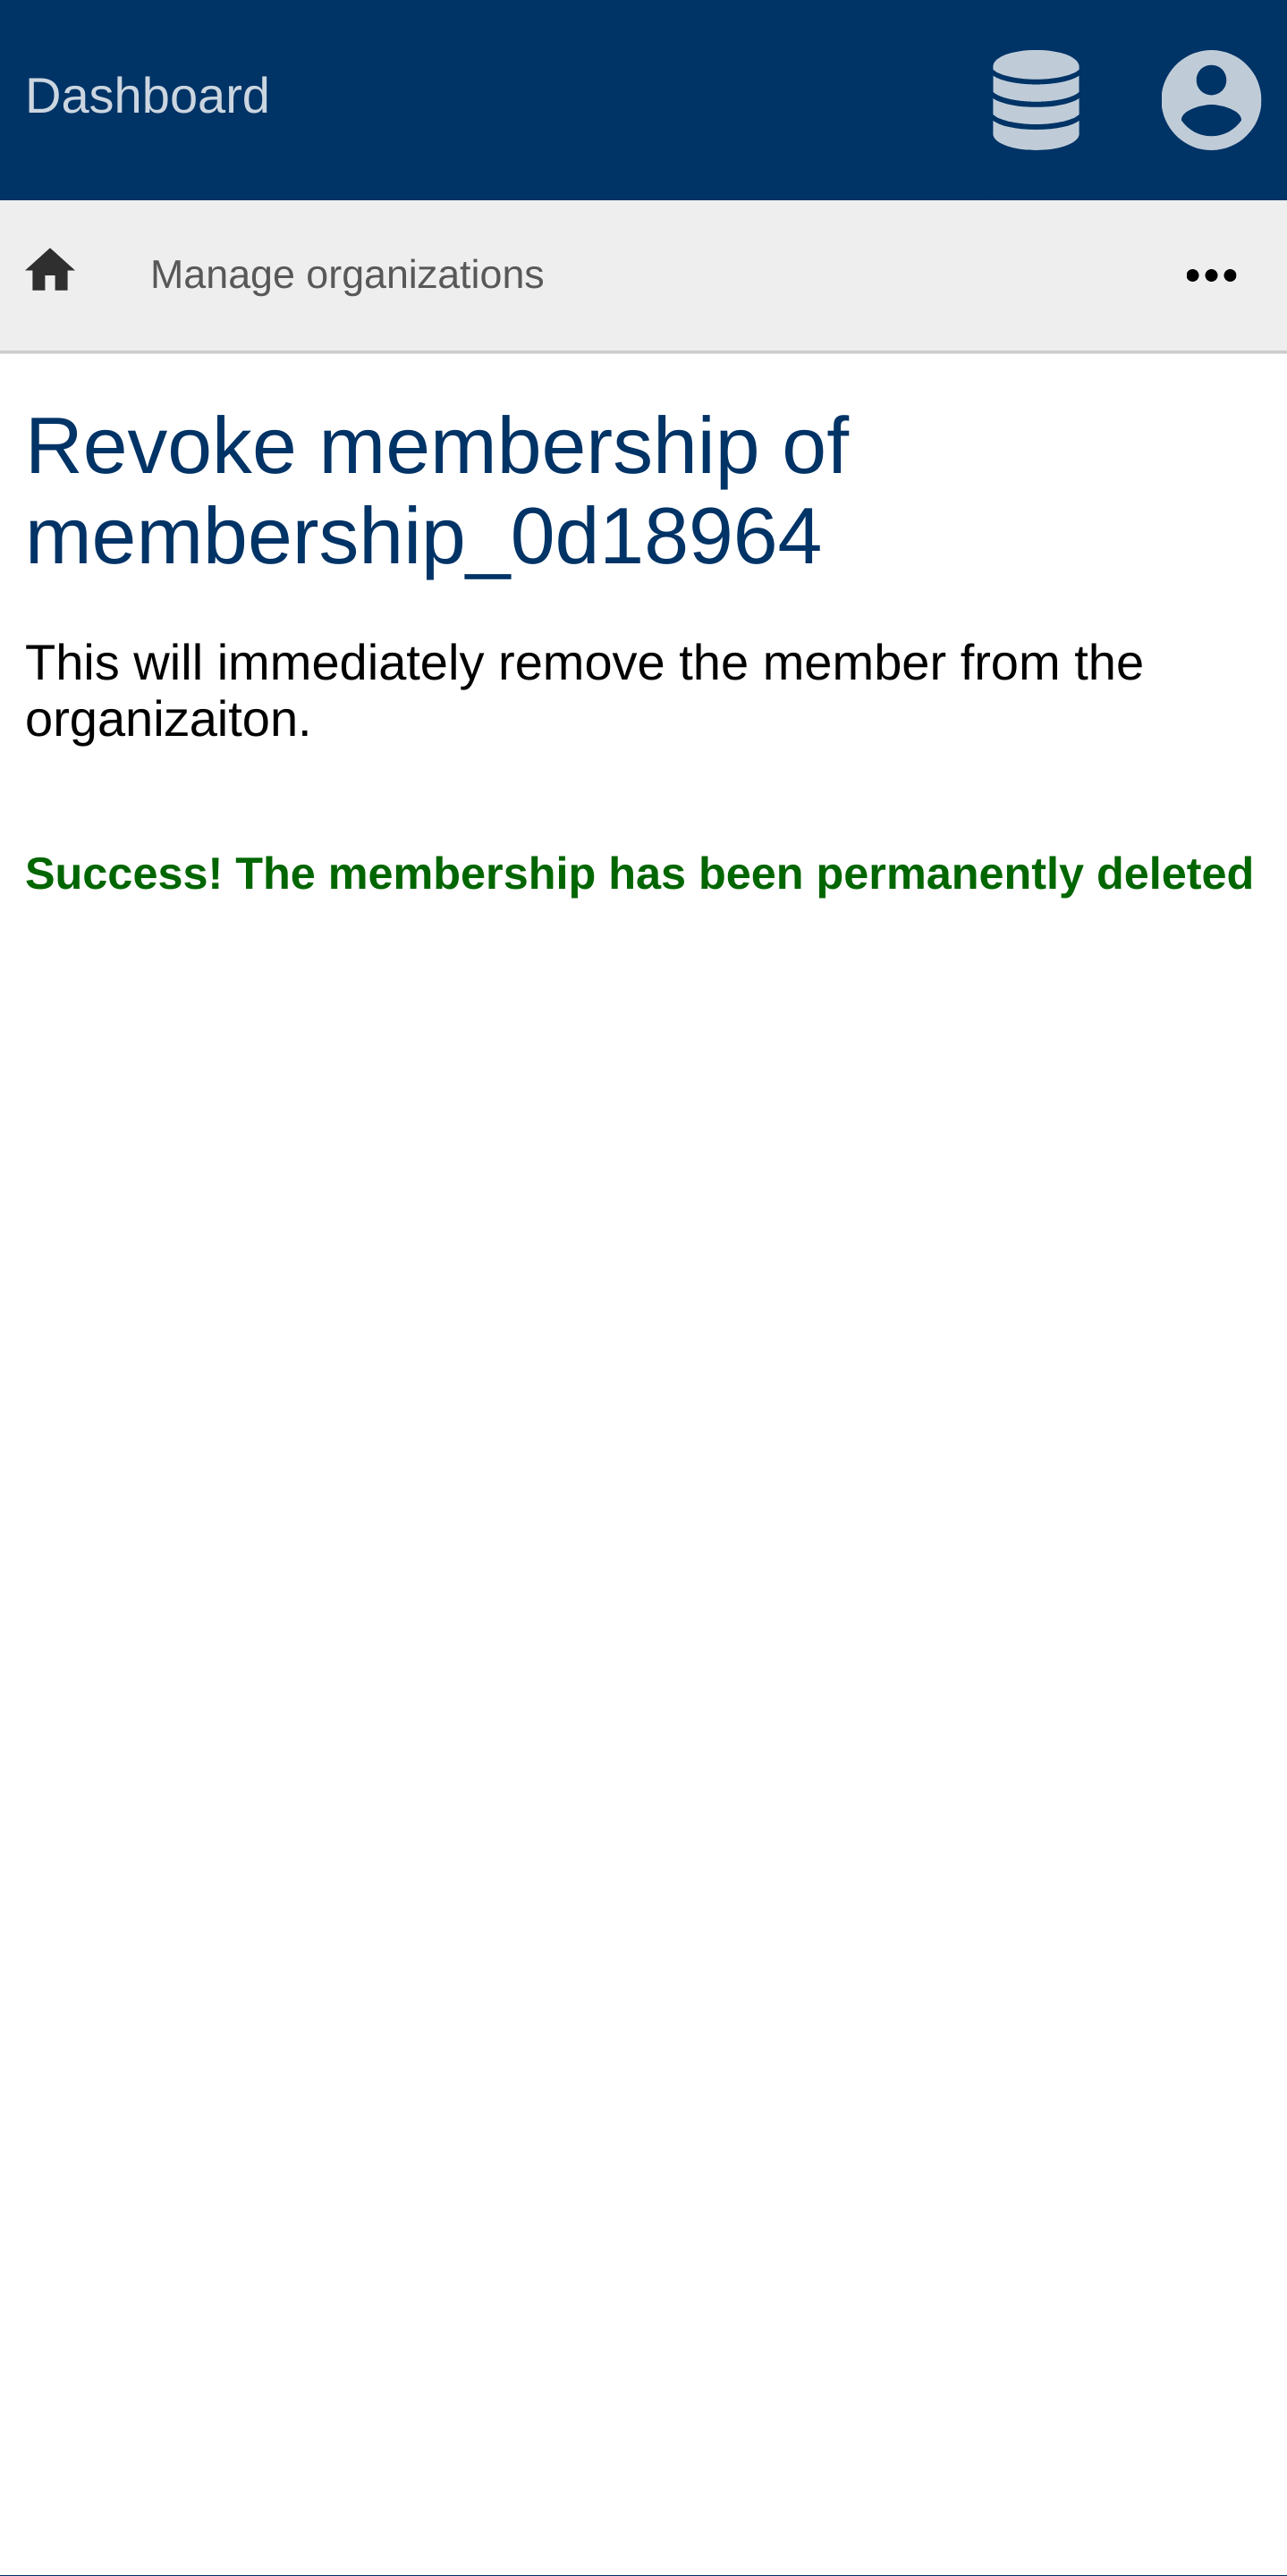 Dashboard
Manage organizations
Revoke membership of
membership_0d18964
This will immediately remove the member from the
organizaiton.
Success! The membership has been permanently deleted